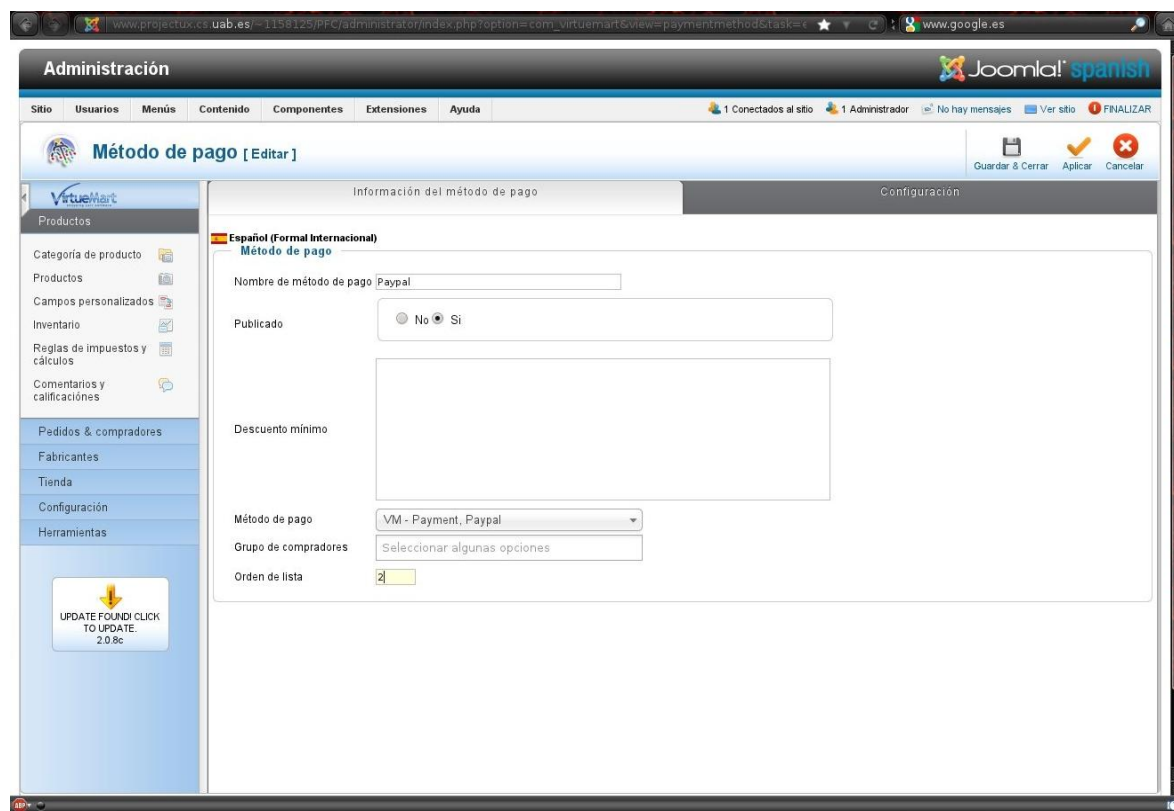 www.projectux.cs.uab.es/~1158125/PFC/administrator/index.php?option=com_virtuemart&view=paymentmethod&task=
www.google.es
Administración
Joomla! spanish
Sitio Usuarios Menús Contenido Componentes Extensiones Ayuda
1 Conectados al sitio 1 Administrador No hay mensajes Ver sitio FINALIZAR
Método de pago [ Editar ]
Guardar & Cerrar Aplicar Cancelar
VirtueMart
Información del método de pago
Configuración
Productos
Categoría de producto
Productos
Campos personalizados
Inventario
Reglas de impuestos y
cálculos
Comentarios y
calificaciónes
Pedidos & compradores
Fabricantes
Tienda
Configuración
Herramientas
UPDATE FOUND! CLICK
TO UPDATE.
2.0.8c
Español (Formal Internacional)
Método de pago
Nombre de método de pago Paypal
Publicado No Si
Descuento mínimo
Método de pago VM - Payment, Paypal
Grupo de compradores Seleccionar algunas opciones
Orden de lista 2
ABP